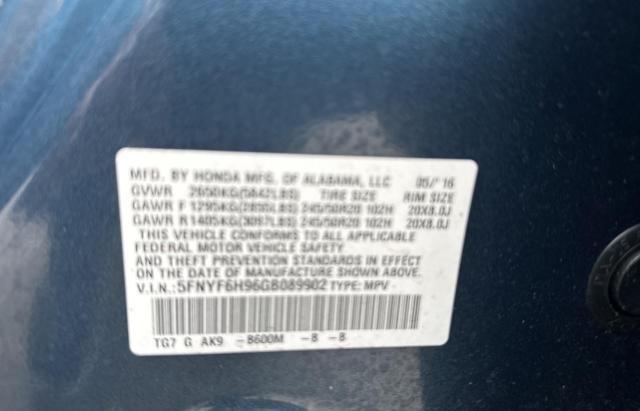 MFD. BY HONDA MFG. OF ALABAMA, LLC 05/'16
GVWR 2650KG(5842LBS) TIRE SIZE RIM SIZE
GAWR F 1295KG(2855LBS) 245/50R20 102H 20X8.0J
GAWR R 1405KG(3097LBS) 245/50R20 102H 20X8.0J
THIS VEHICLE CONFORMS TO ALL APPLICABLE
FEDERAL MOTOR VEHICLE SAFETY
AND THEFT PREVENTION STANDARDS IN EFFECT
ON THE DATE OF MANUFACTURE SHOWN ABOVE.
V.I.N.: 5FNYF6H96GB089902 TYPE: MPV
TG7 G AK9 -B600M -B -B